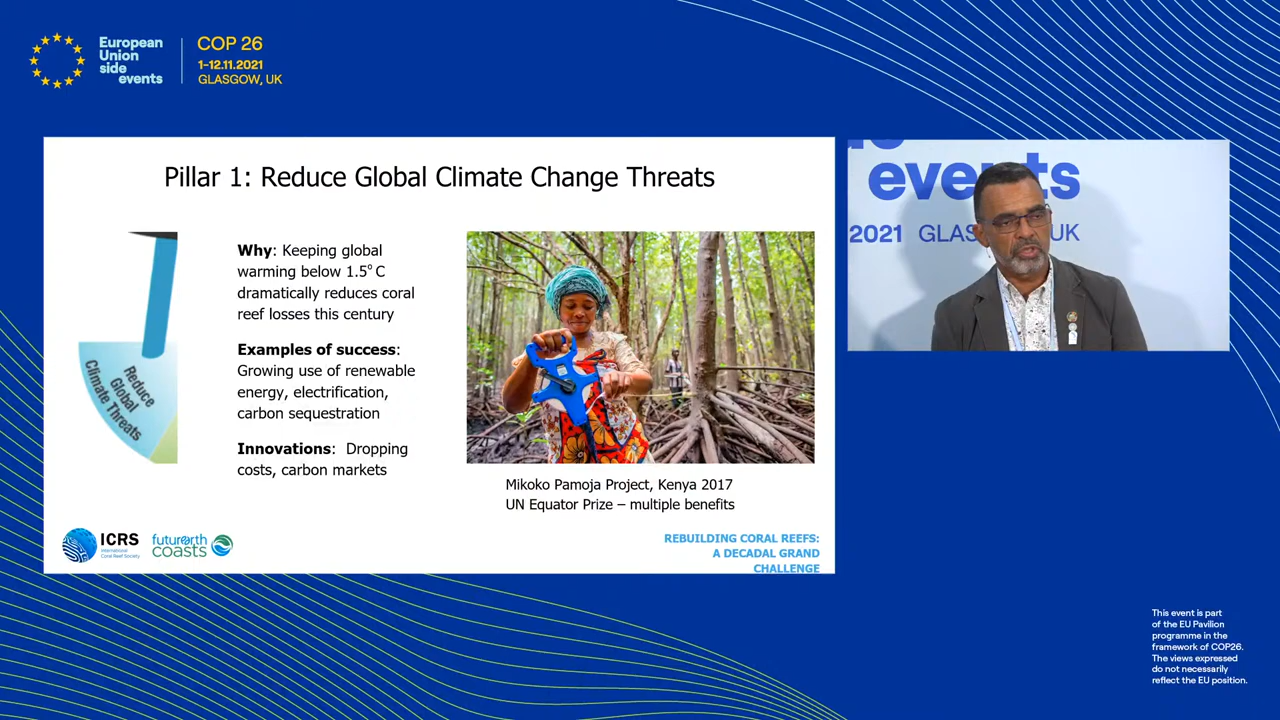 European
Union
side
events
COP 26
1-12.11.2021
GLASGOW, UK
Pillar 1: Reduce Global Climate Change Threats
Reduce
Global
Climate Threats
Why: Keeping global
warming below 1.5° C
dramatically reduces coral
reef losses this century
Examples of success:
Growing use of renewable
energy, electrification,
carbon sequestration
Innovations: Dropping
costs, carbon markets
Mikoko Pamoja Project, Kenya 2017
UN Equator Prize – multiple benefits
ICRS
International
Coral Reef Society
futurearth
coasts
REBUILDING CORAL REEFS:
A DECADAL GRAND
CHALLENGE
events
2021 GLAS UK
This event is part
of the EU Pavilion
programme in the
framework of COP26.
The views expressed
do not necessarily
reflect the EU position.